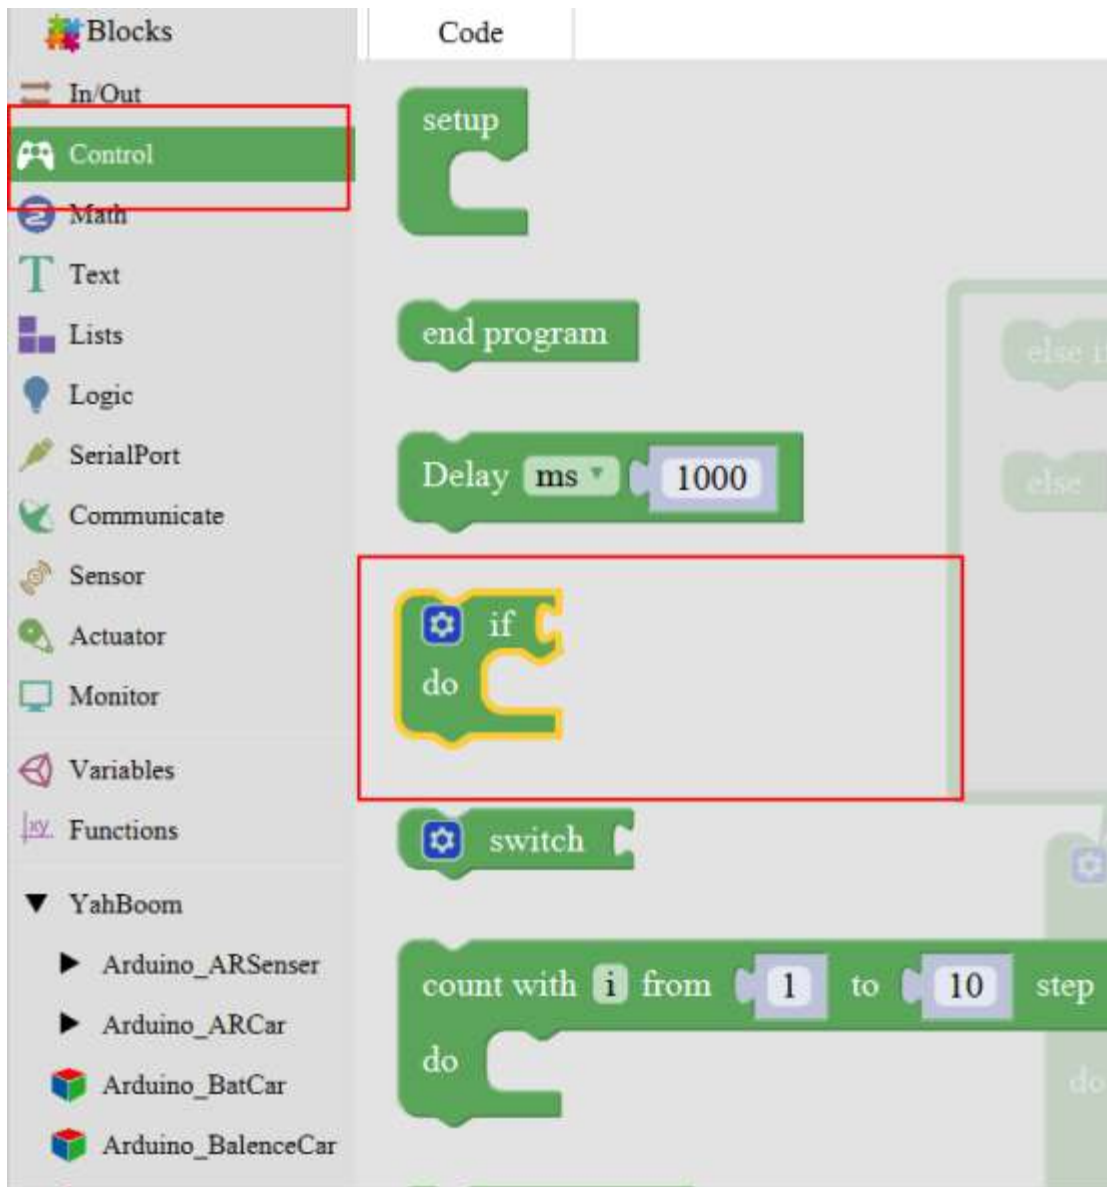 Blocks
In/Out
Control
Math
Text
Lists
Logic
SerialPort
Communicate
Sensor
Actuator
Monitor
Variables
xy
Functions
YahBoom
Arduino_ARSenser
Arduino_ARCar
Arduino_BatCar
Arduino_BalenceCar
Code
setup
end program
Delay ms 1000
if
do
switch
count with i from 1 to 10 step
do
else
do